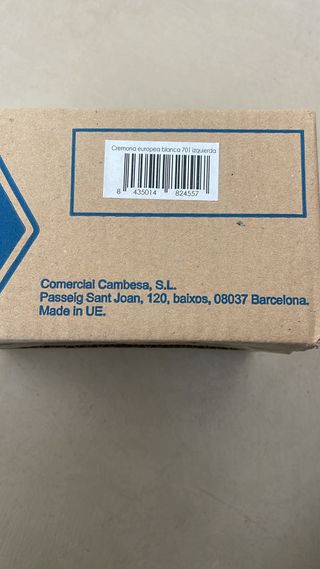 Cremona europea blanca 701 izquierda
8 435014 824557
Comercial Cambesa, S.L.
Passeig Sant Joan, 120, baixos, 08037 Barcelona.
Made in UE.